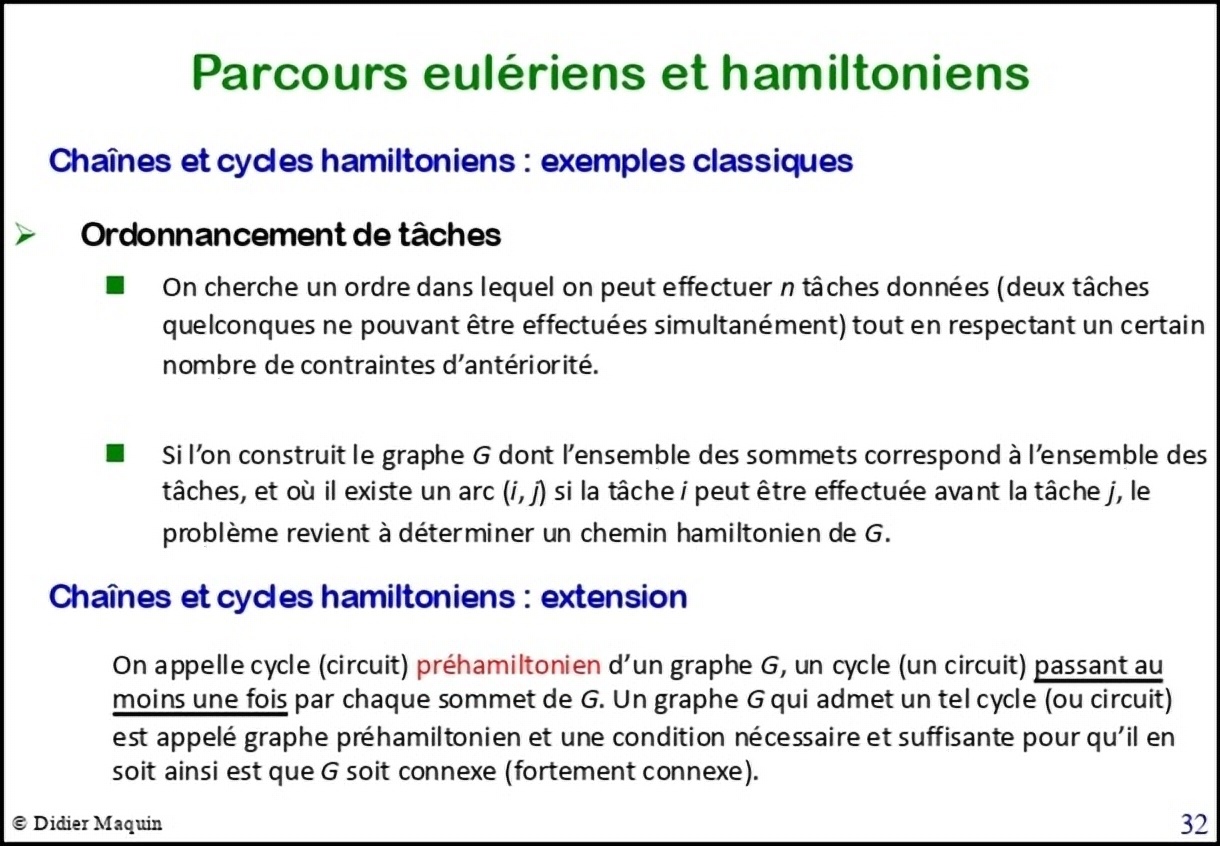 Parcours eulériens et hamiltoniens
Chaînes et cycles hamiltoniens : exemples classiques
Ordonnancement de tâches
On cherche un ordre dans lequel on peut effectuer n tâches données (deux tâches
quelconques ne pouvant être effectuées simultanément) tout en respectant un certain
nombre de contraintes d’antériorité.
Si l’on construit le graphe G dont l’ensemble des sommets correspond à l’ensemble des
tâches, et où il existe un arc (i, j) si la tâche i peut être effectuée avant la tâche j, le
problème revient à déterminer un chemin hamiltonien de G.
Chaînes et cycles hamiltoniens : extension
On appelle cycle (circuit) préhamiltonien d’un graphe G, un cycle (un circuit) passant au
moins une fois par chaque sommet de G. Un graphe G qui admet un tel cycle (ou circuit)
est appelé graphe préhamiltonien et une condition nécessaire et suffisante pour qu’il en
soit ainsi est que G soit connexe (fortement connexe).
© Didier Maquin
32